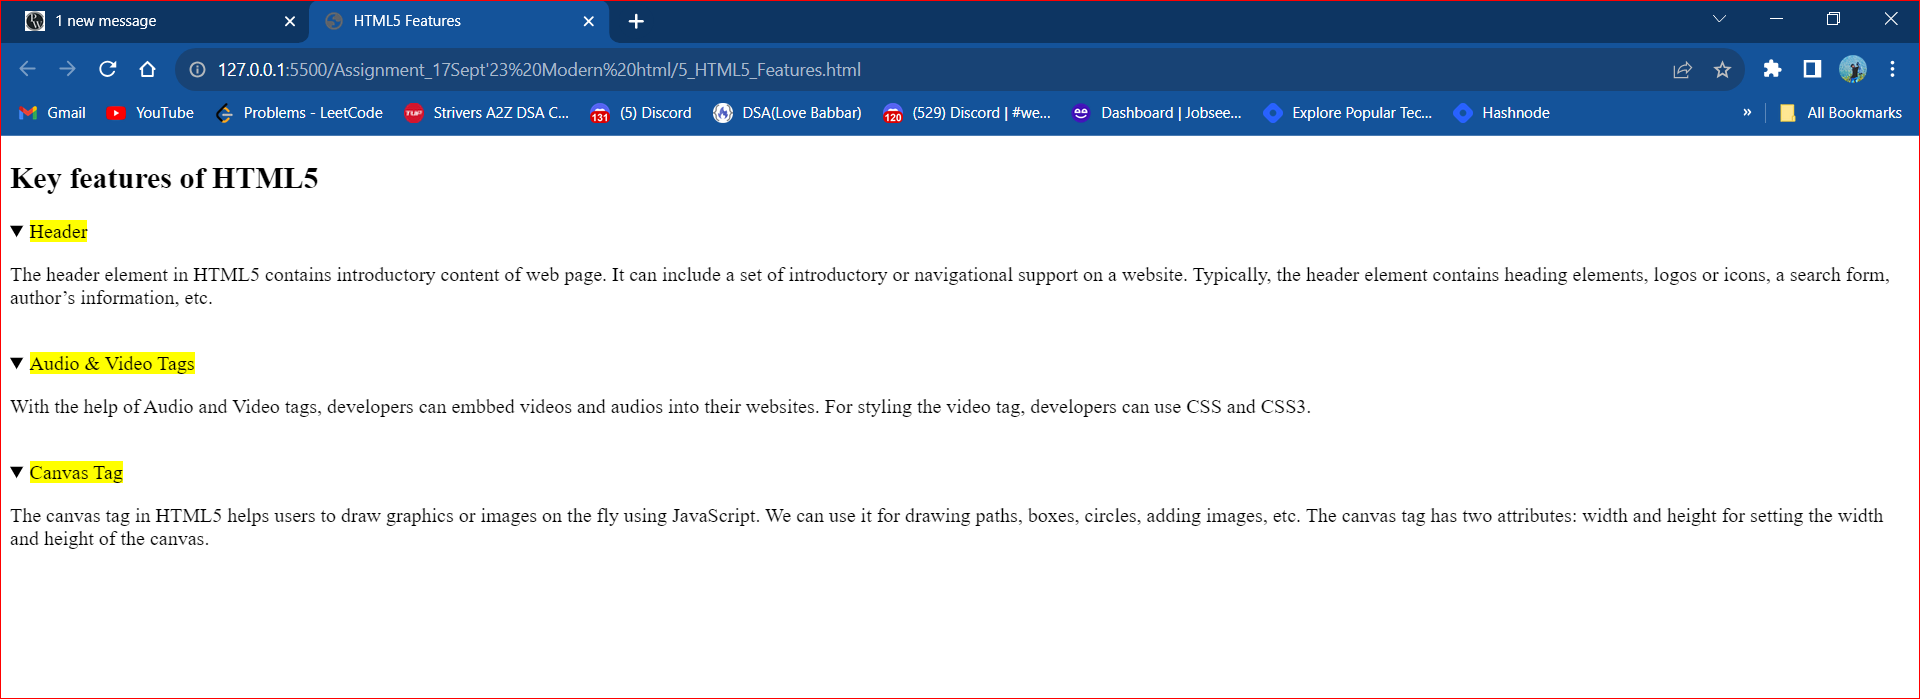 1 new message
HTML5 Features
127.0.0.1:5500/Assignment_17Sept'23%20Modern%20html/5_HTML5_Features.html
Gmail YouTube Problems - LeetCode TUF Strivers A2Z DSA C... 131 (5) Discord DSA(Love Babbar) 120 (529) Discord | #we... Dashboard | Jobsee... Explore Popular Tec... Hashnode » All Bookmarks
Key features of HTML5
▼ Header
The header element in HTML5 contains introductory content of web page. It can include a set of introductory or navigational support on a website. Typically, the header element contains heading elements, logos or icons, a search form,
author’s information, etc.
▼ Audio & Video Tags
With the help of Audio and Video tags, developers can embbed videos and audios into their websites. For styling the video tag, developers can use CSS and CSS3.
▼ Canvas Tag
The canvas tag in HTML5 helps users to draw graphics or images on the fly using JavaScript. We can use it for drawing paths, boxes, circles, adding images, etc. The canvas tag has two attributes: width and height for setting the width
and height of the canvas.